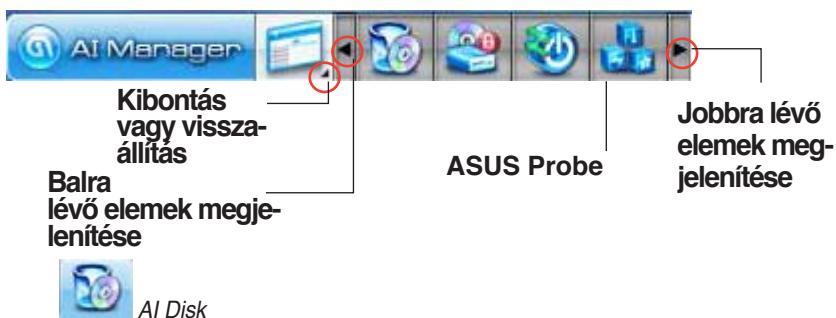 AI Manager
Kibontás
vagy vissza-
állítás
Balra
lévő elemek megje-
lenítése
ASUS Probe
Jobbra lévő
elemek meg-
jelenítése
AI Disk